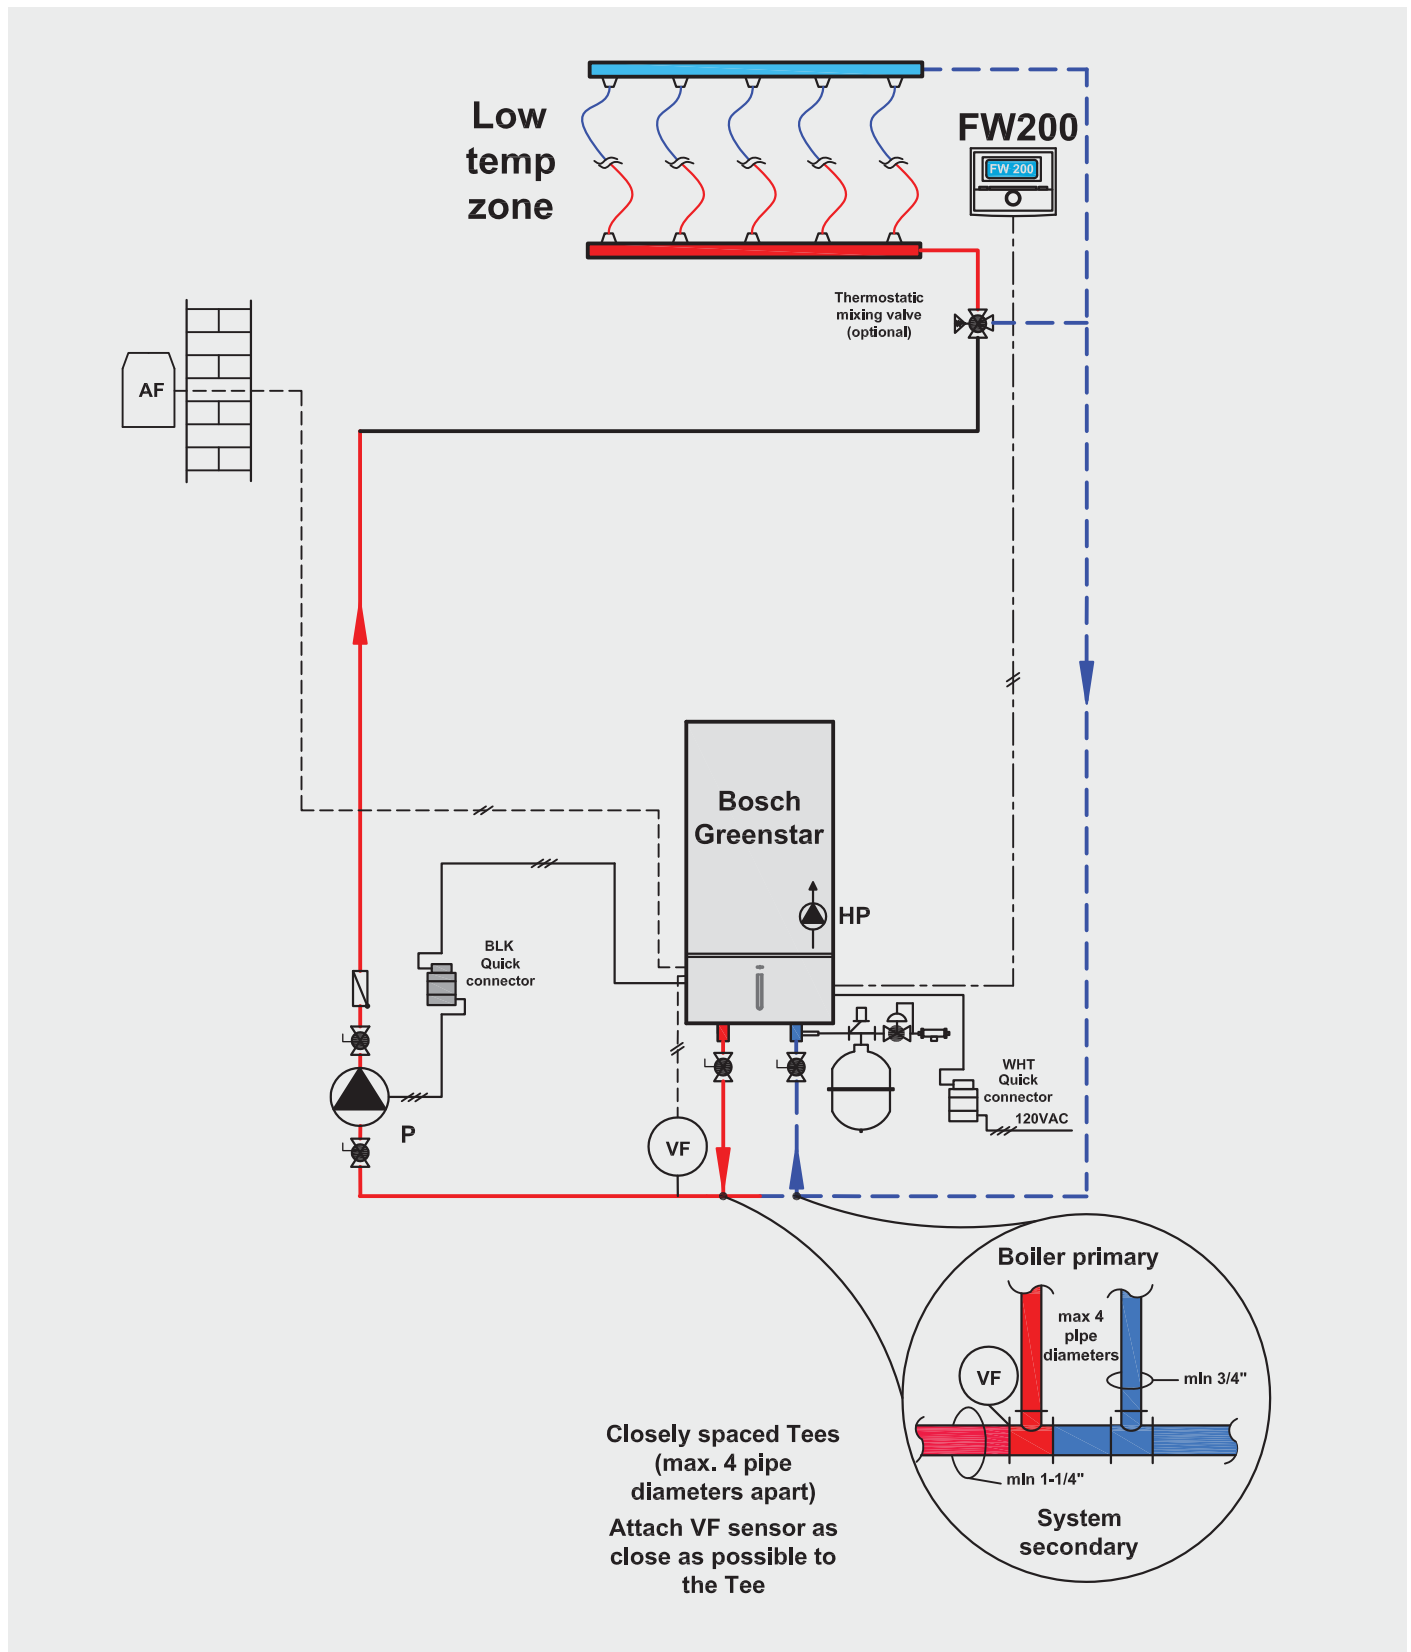 Low
temp
zone
FW200
FW 200
Thermostatic
mixing valve
(optional)
AF
Bosch
Greenstar
HP
BLK
Quick
connector
P
VF
WHT
Quick
connector
120VAC
Boiler primary
max 4
pipe
diameters
VF
min 3/4"
min 1-1/4"
System
secondary
Closely spaced Tees
(max. 4 pipe
diameters apart)
Attach VF sensor as
close as possible to
the Tee